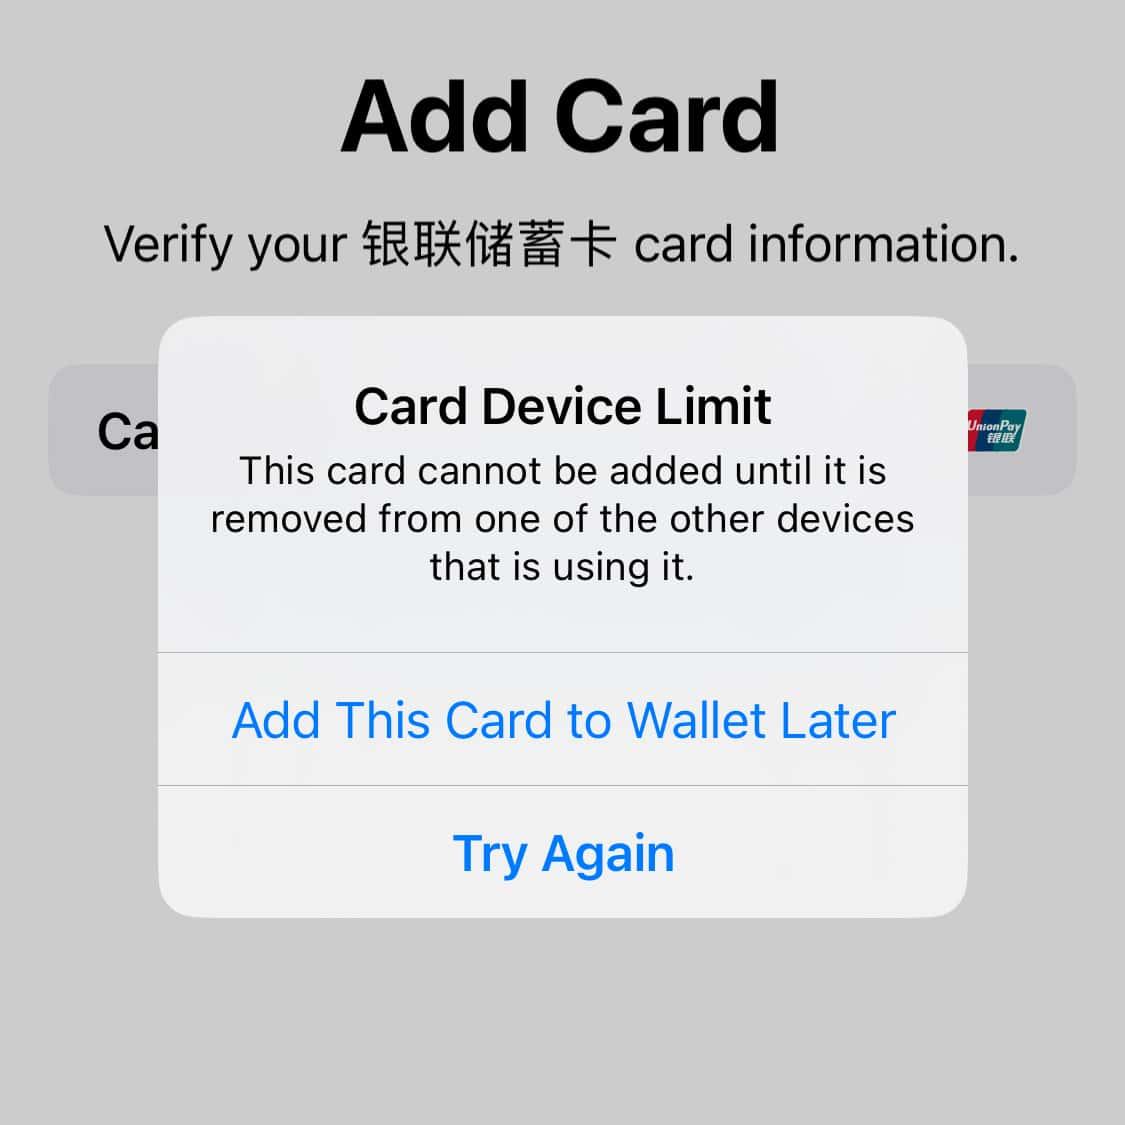 Add Card
Verify your 银联储蓄卡 card information.
Ca
UnionPay
银联
Card Device Limit
This card cannot be added until it is
removed from one of the other devices
that is using it.
Add This Card to Wallet Later
Try Again